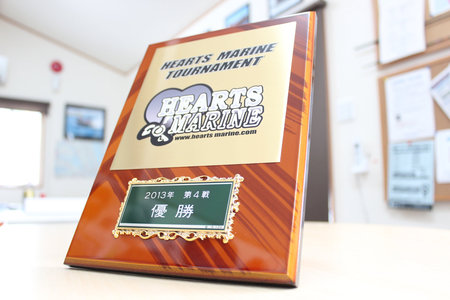 HEARTS MARINE
TOURNAMENT
HEARTS
MARINE
www.hearts marine.com
2013年 第4戦
優勝